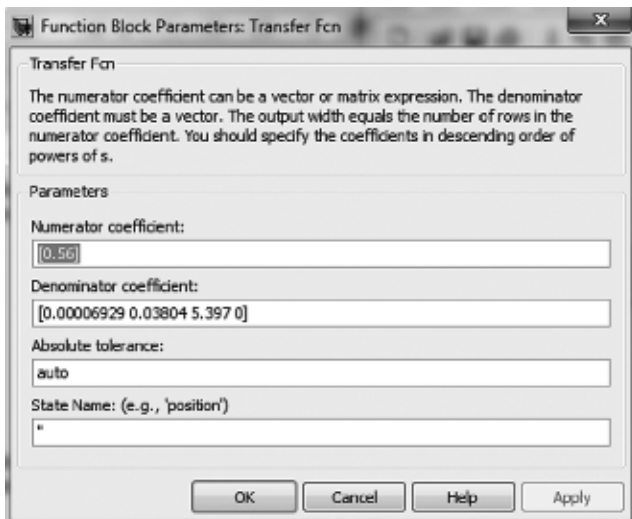 Function Block Parameters: Transfer Fcn
Transfer Fcn
The numerator coefficient can be a vector or matrix expression. The denominator
coefficient must be a vector. The output width equals the number of rows in the
numerator coefficient. You should specify the coefficients in descending order of
powers of s.
Parameters
Numerator coefficient:
[0.56]
Denominator coefficient:
[0.00006929 0.03804 5.397 0]
Absolute tolerance:
auto
State Name: (e.g., 'position')
''
OK Cancel Help Apply